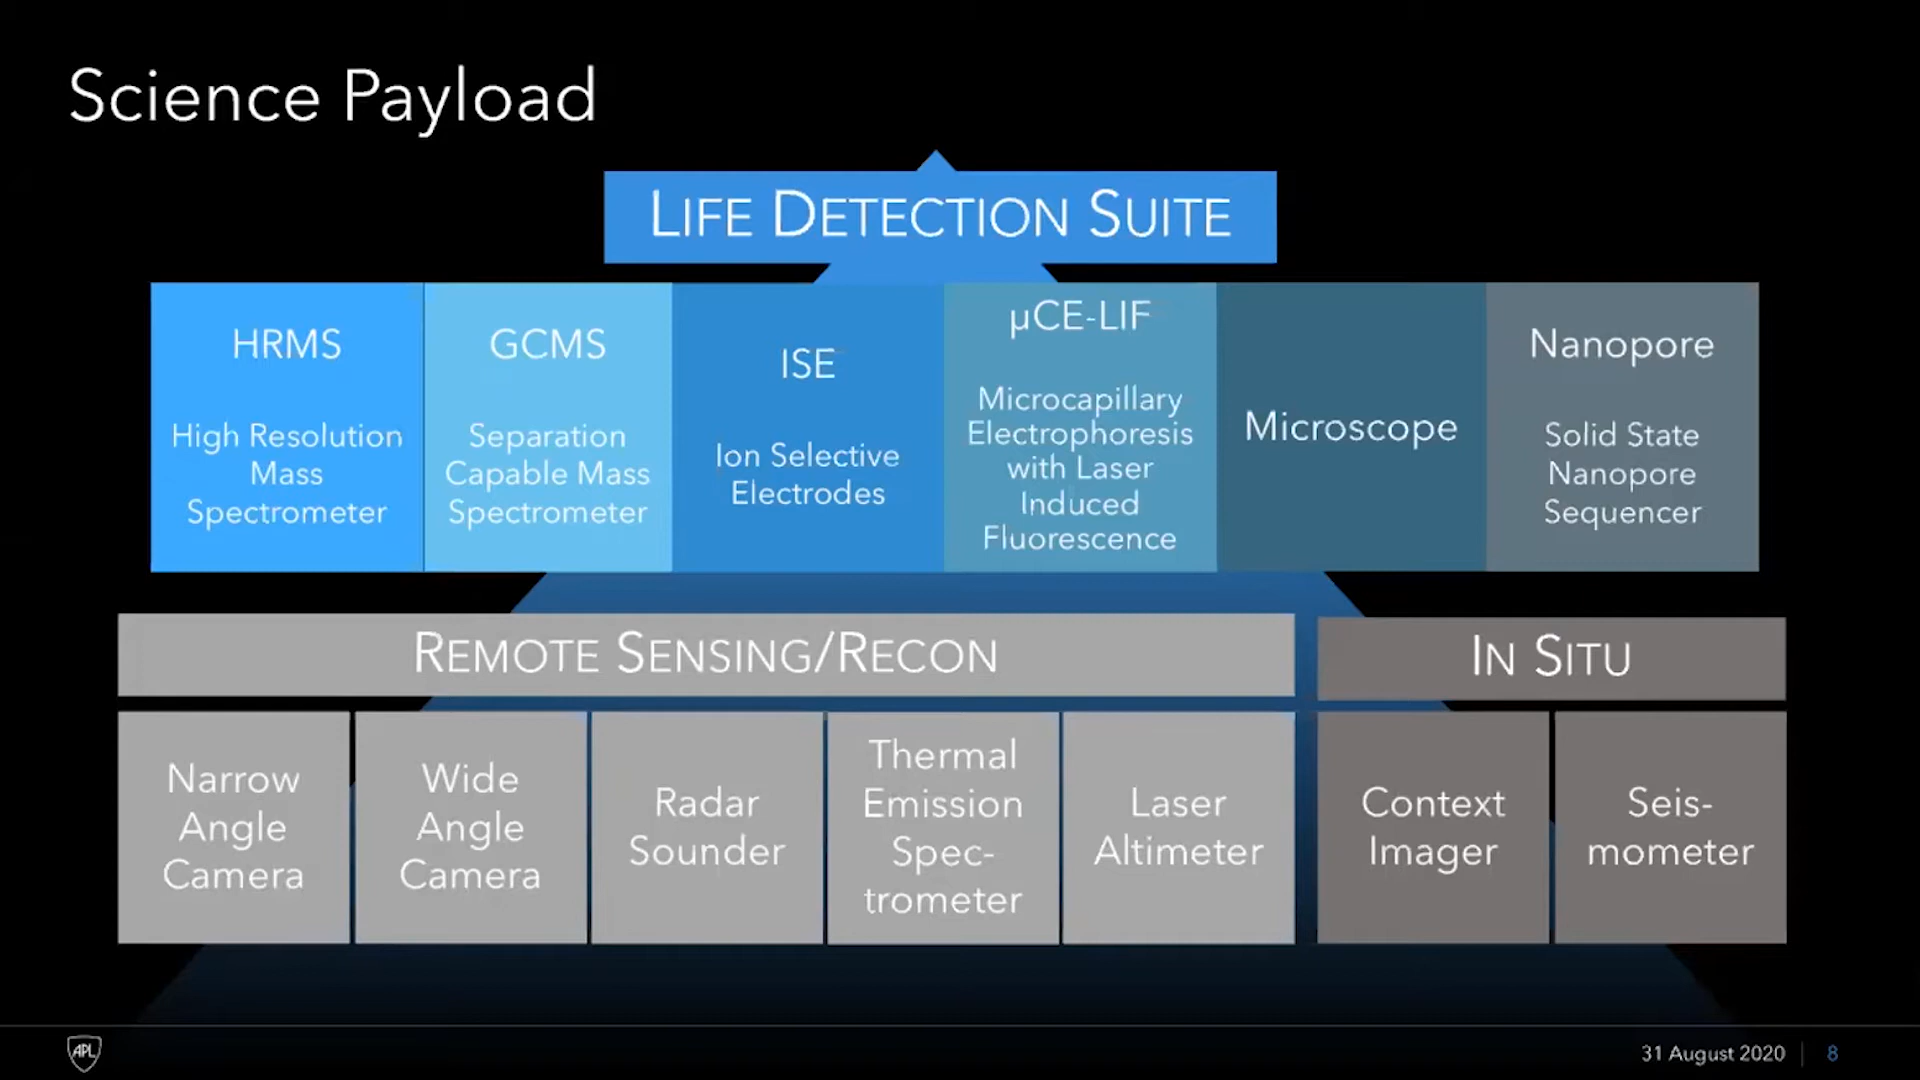 Science Payload
LIFE DETECTION SUITE
HRMS
High Resolution
Mass
Spectrometer
GCMS
Separation
Capable Mass
Spectrometer
ISE
Ion Selective
Electrodes
µCE-LIF
Microcapillary
Electrophoresis
with Laser
Induced
Fluorescence
Microscope
Nanopore
Solid State
Nanopore
Sequencer
REMOTE SENSING/RECON
IN SITU
Narrow
Angle
Camera
Wide
Angle
Camera
Radar
Sounder
Thermal
Emission
Spec-
trometer
Laser
Altimeter
Context
Imager
Seis-
mometer
APL
31 August 2020
8